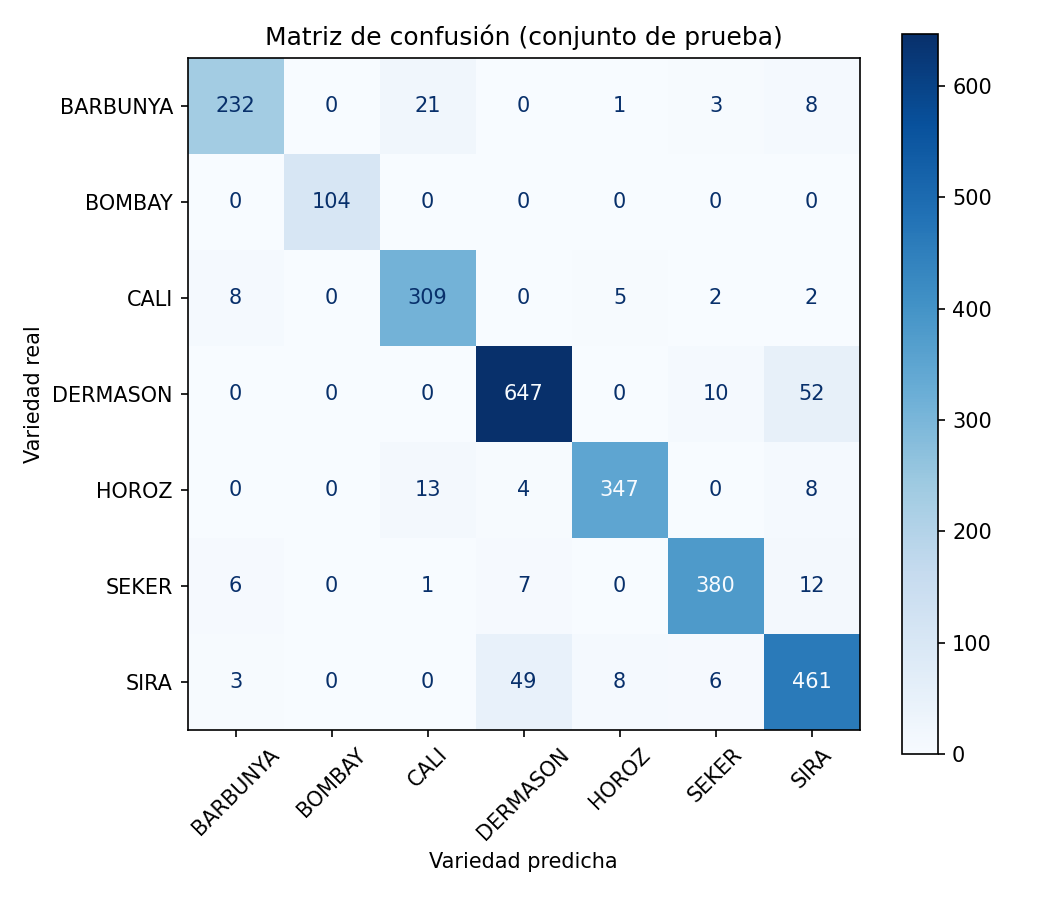 Matriz de confusión (conjunto de prueba)
BARBUNYA 232 0 21 0 1 3 8
BOMBAY 0 104 0 0 0 0 0
CALI 8 0 309 0 5 2 2
DERMASON 0 0 0 647 0 10 52
HOROZ 0 0 13 4 347 0 8
SEKER 6 0 1 7 0 380 12
SIRA 3 0 0 49 8 6 461
BARBUNYA BOMBAY CALI DERMASON HOROZ SEKER SIRA
Variedad predicha
Variedad real
600
500
400
300
200
100
0